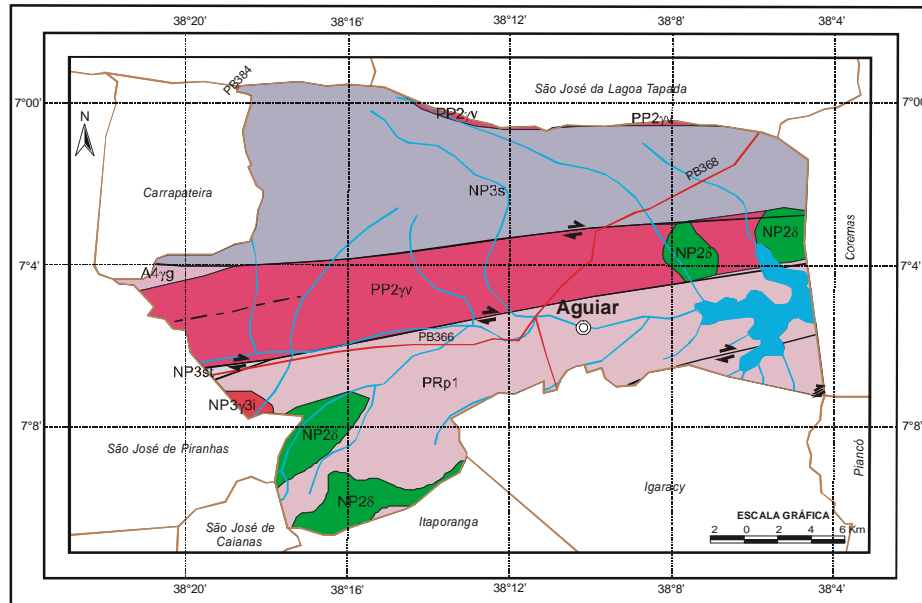 38°20'
38°16'
38°12'
38°8'
38°4'
7°00'
7°00'
PB384
São José da Lagoa Tapada
PP2γv
PP2γv
N
PB368
Carrapateira
NP3s
Coremas
NP2δ
NP2δ
7°4'
7°4'
A4γg
PP2γv
Aguiar
PB366
NP3st
PRp1
NP3γ3i
7°8'
7°8'
NP2δ
São José de Piranhas
Piancó
NP2δ
Igaracy
ESCALA GRÁFICA
São José de
Caianas
Itaporanga
2 0 2 4 6 Km
38°20'
38°16'
38°12'
38°8'
38°4'